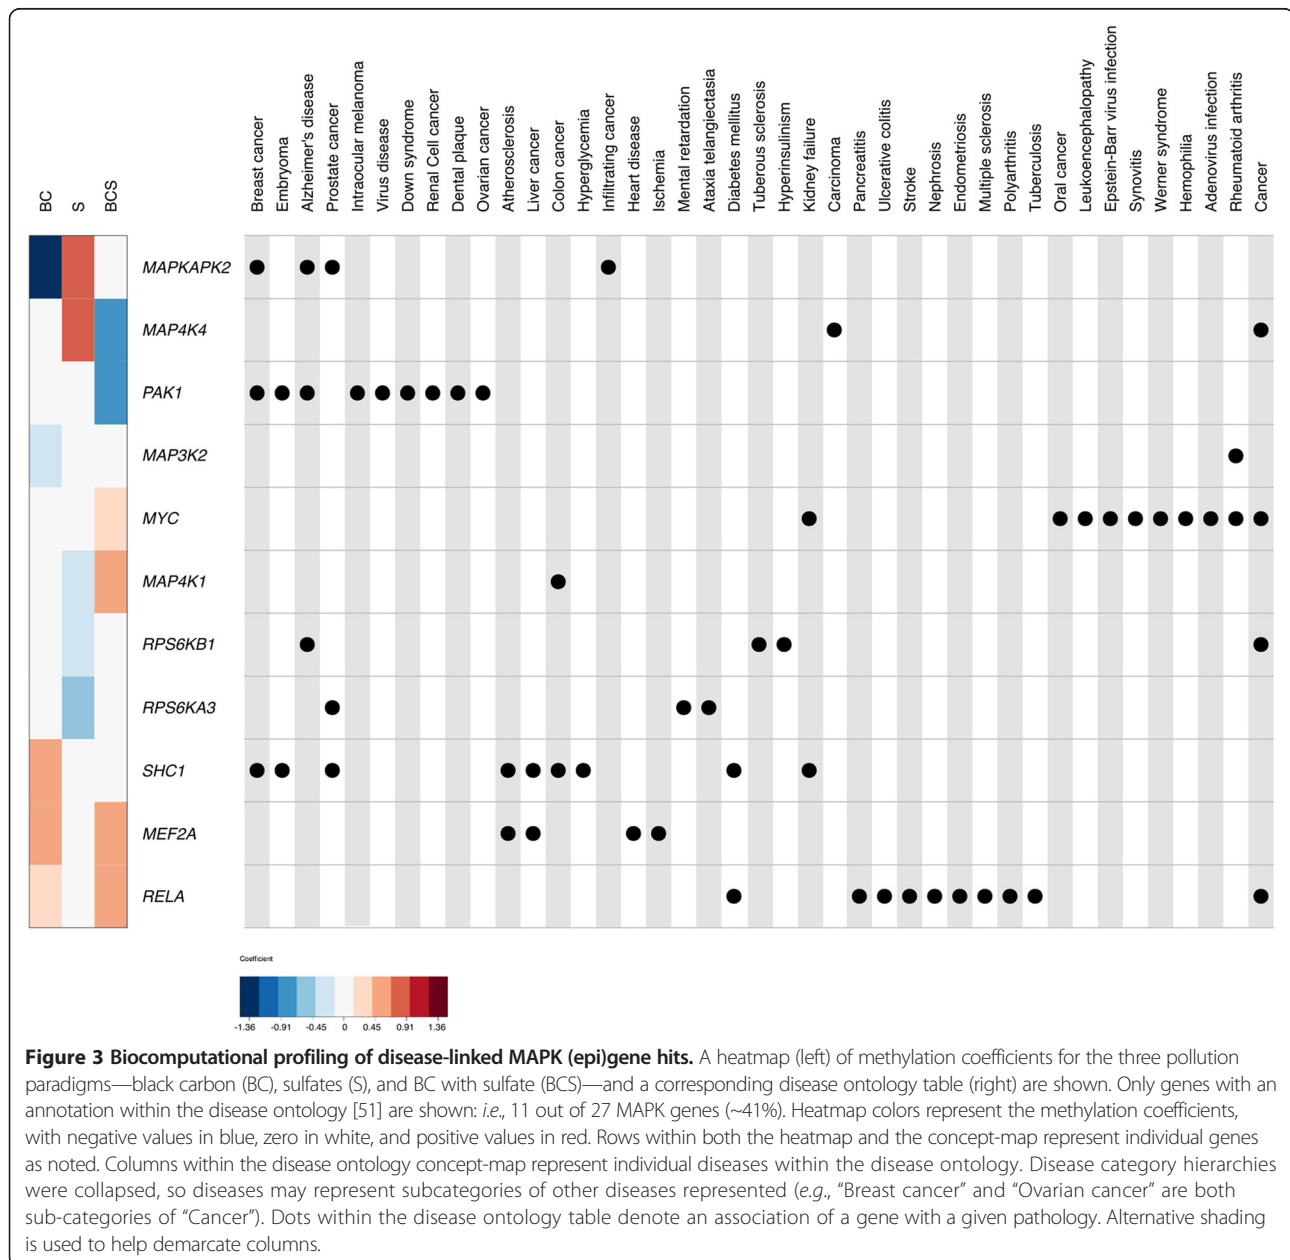 BC
S
BCS
Breast cancer
Embryoma
Alzheimer's disease
Prostate cancer
Intraocular melanoma
Virus disease
Down syndrome
Renal Cell cancer
Dental plaque
Ovarian cancer
Atherosclerosis
Liver cancer
Colon cancer
Hyperglycemia
Infiltrating cancer
Heart disease
Ischemia
Mental retardation
Ataxia telangiectasia
Diabetes mellitus
Tuberous sclerosis
Hyperinsulinism
Kidney failure
Carcinoma
Pancreatitis
Ulcerative colitis
Stroke
Nephrosis
Endometriosis
Multiple sclerosis
Polyarthritis
Tuberculosis
Oral cancer
Leukoencephalopathy
Epstein-Barr virus infection
Synovitis
Werner syndrome
Hemophilia
Adenovirus infection
Rheumatoid arthritis
Cancer
MAPKAPK2
MAP4K4
PAK1
MAP3K2
MYC
MAP4K1
RPS6KB1
RPS6KA3
SHC1
MEF2A
RELA
Coefficient
-1.36 -0.91 -0.45 0 0.45 0.91 1.36
Figure 3 Biocomputational profiling of disease-linked MAPK (epi)gene hits. A heatmap (left) of methylation coefficients for the three pollution
paradigms—black carbon (BC), sulfates (S), and BC with sulfate (BCS)—and a corresponding disease ontology table (right) are shown. Only genes with an
annotation within the disease ontology [51] are shown: i.e., 11 out of 27 MAPK genes (~41%). Heatmap colors represent the methylation coefficients,
with negative values in blue, zero in white, and positive values in red. Rows within both the heatmap and the concept-map represent individual genes
as noted. Columns within the disease ontology concept-map represent individual diseases within the disease ontology. Disease category hierarchies
were collapsed, so diseases may represent subcategories of other diseases represented (e.g., "Breast cancer" and "Ovarian cancer" are both
sub-categories of "Cancer"). Dots within the disease ontology table denote an association of a gene with a given pathology. Alternative shading
is used to help demarcate columns.